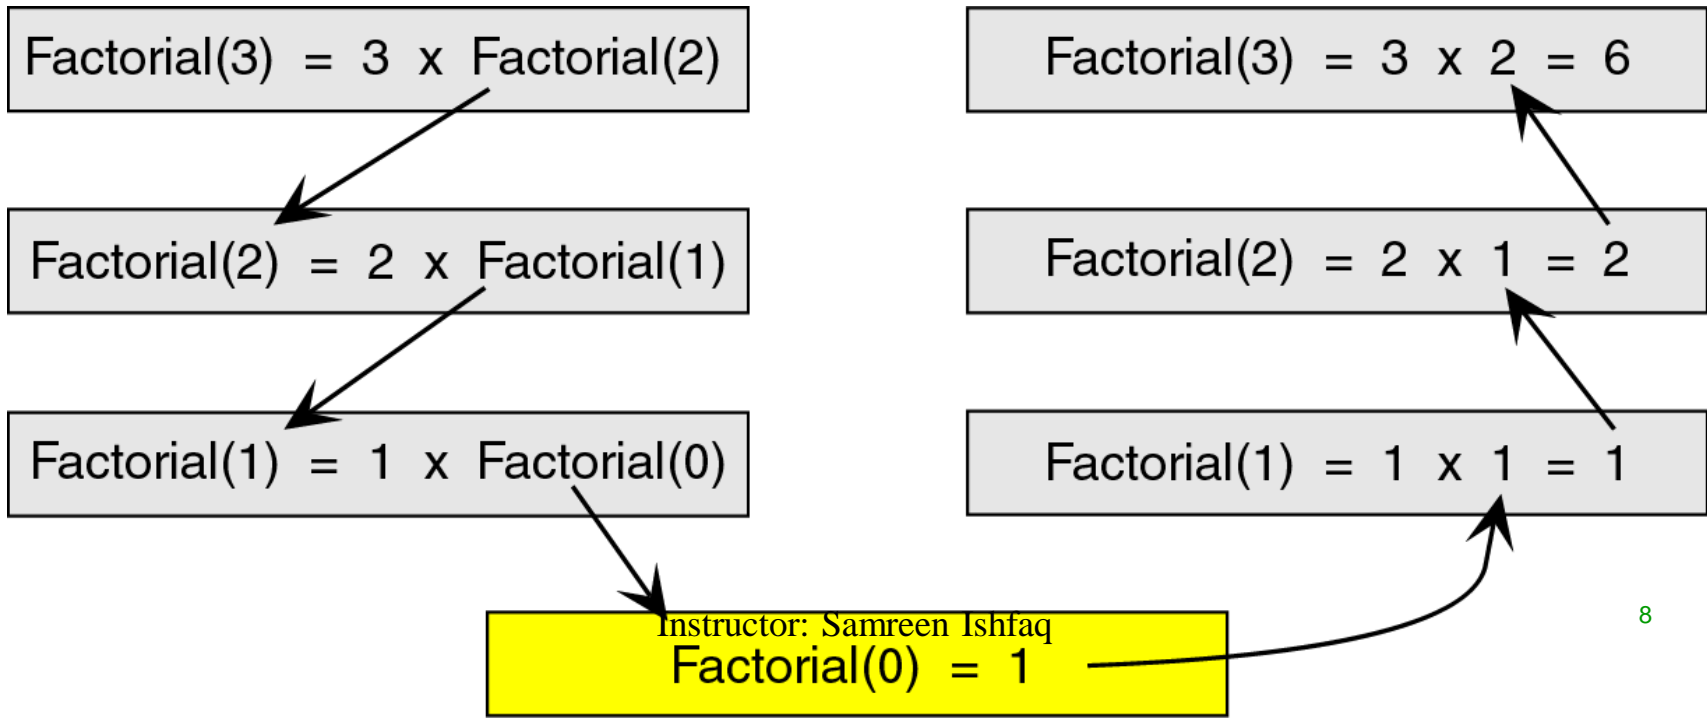 Factorial(3) = 3 x Factorial(2)
Factorial(2) = 2 x Factorial(1)
Factorial(1) = 1 x Factorial(0)
Instructor: Samreen Ishfaq
Factorial(0) = 1
Factorial(3) = 3 x 2 = 6
Factorial(2) = 2 x 1 = 2
Factorial(1) = 1 x 1 = 1
8